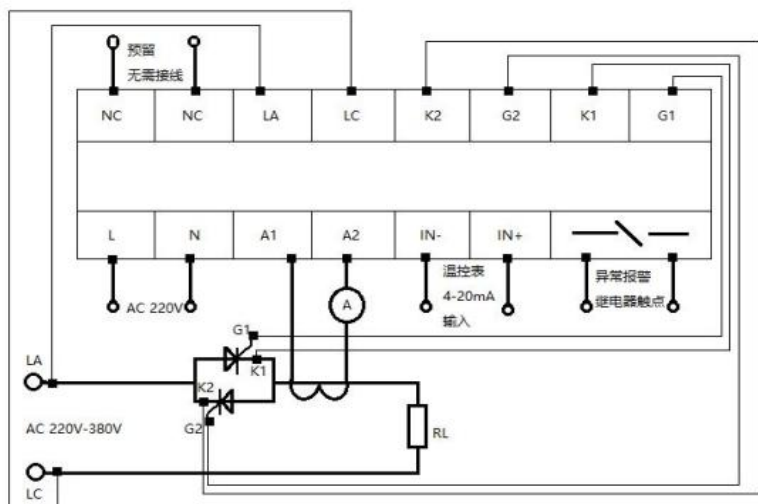 预留
无需接线
NC NC LA LC K2 G2 K1 G1
L N A1 A2 IN- IN+
AC 220V
温控表
4-20mA
输入
异常报警
继电器触点
A
G1
LA
K1
K2
AC 220V-380V
G2
RL
LC